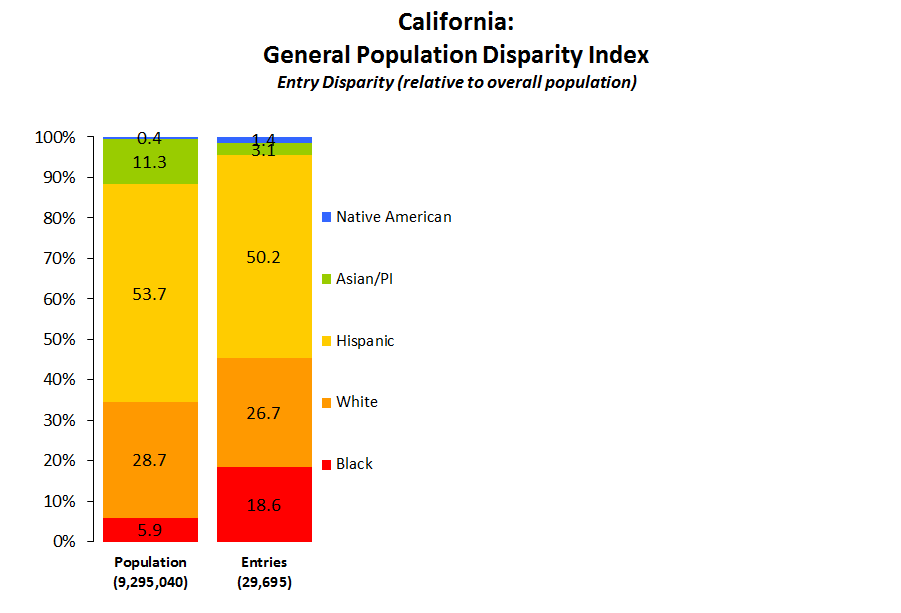 California:
General Population Disparity Index
Entry Disparity (relative to overall population)
100%
90%
80%
70%
60%
50%
40%
30%
20%
10%
0%
0.4
11.3
53.7
28.7
5.9
1.4
3.1
50.2
26.7
18.6
Native American
Asian/PI
Hispanic
White
Black
Population
(9,295,040)
Entries
(29,695)